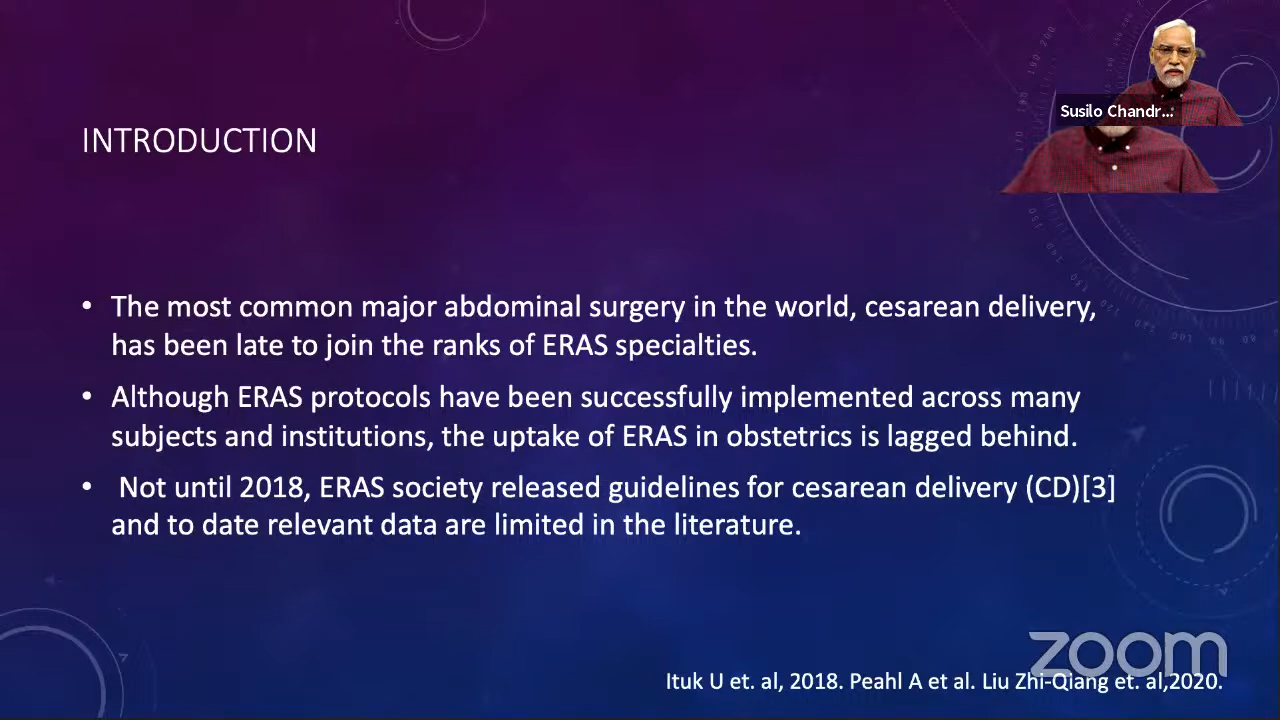 Susilo Chandr...
INTRODUCTION
• The most common major abdominal surgery in the world, cesarean delivery,
has been late to join the ranks of ERAS specialties.
• Although ERAS protocols have been successfully implemented across many
subjects and institutions, the uptake of ERAS in obstetrics is lagged behind.
• Not until 2018, ERAS society released guidelines for cesarean delivery (CD)[3]
and to date relevant data are limited in the literature.
zoom
Ituk U et. al, 2018. Peahl A et al. Liu Zhi-Qiang et. al,2020.